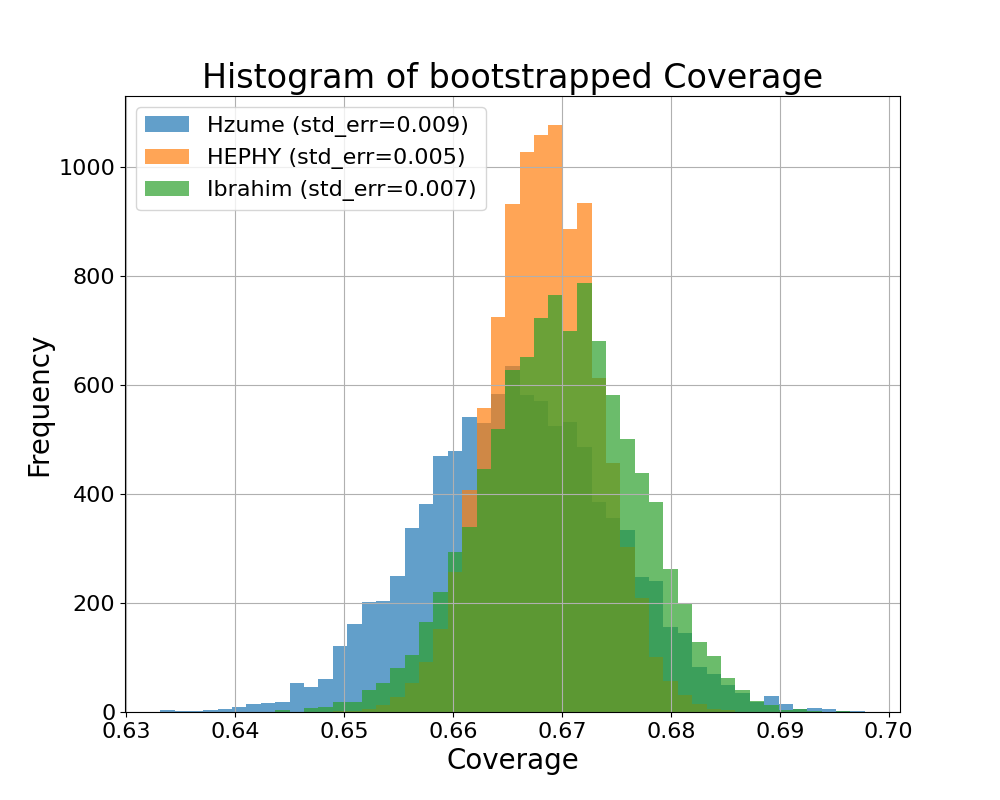 Histogram of bootstrapped Coverage
Hzume (std_err=0.009)
HEPHY (std_err=0.005)
Ibrahim (std_err=0.007)
Frequency
1000
800
600
400
200
0
0.63 0.64 0.65 0.66 0.67 0.68 0.69 0.70
Coverage